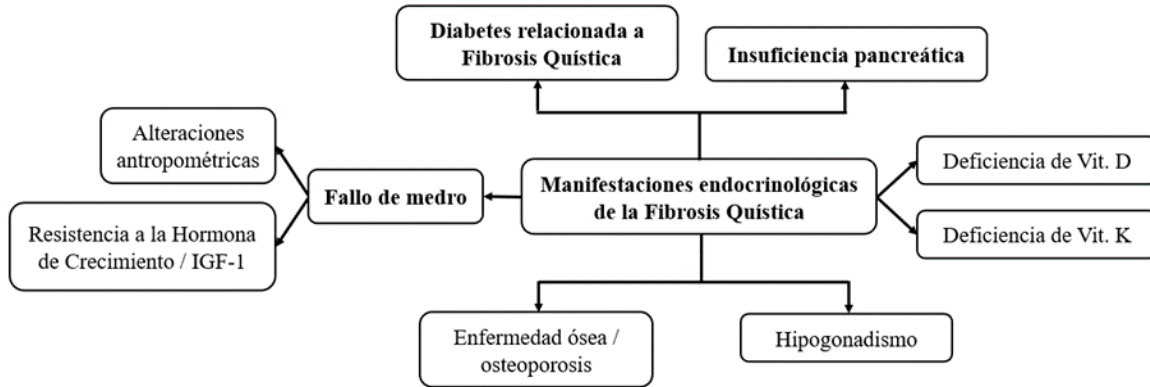 Diabetes relacionada a
Fibrosis Quística
Insuficiencia pancreática
Alteraciones
antropométricas
Fallo de medro
Resistencia a la Hormona
de Crecimiento / IGF-1
Manifestaciones endocrinológicas
de la Fibrosis Quística
Deficiencia de Vit. D
Deficiencia de Vit. K
Enfermedad ósea /
osteoporosis
Hipogonadismo